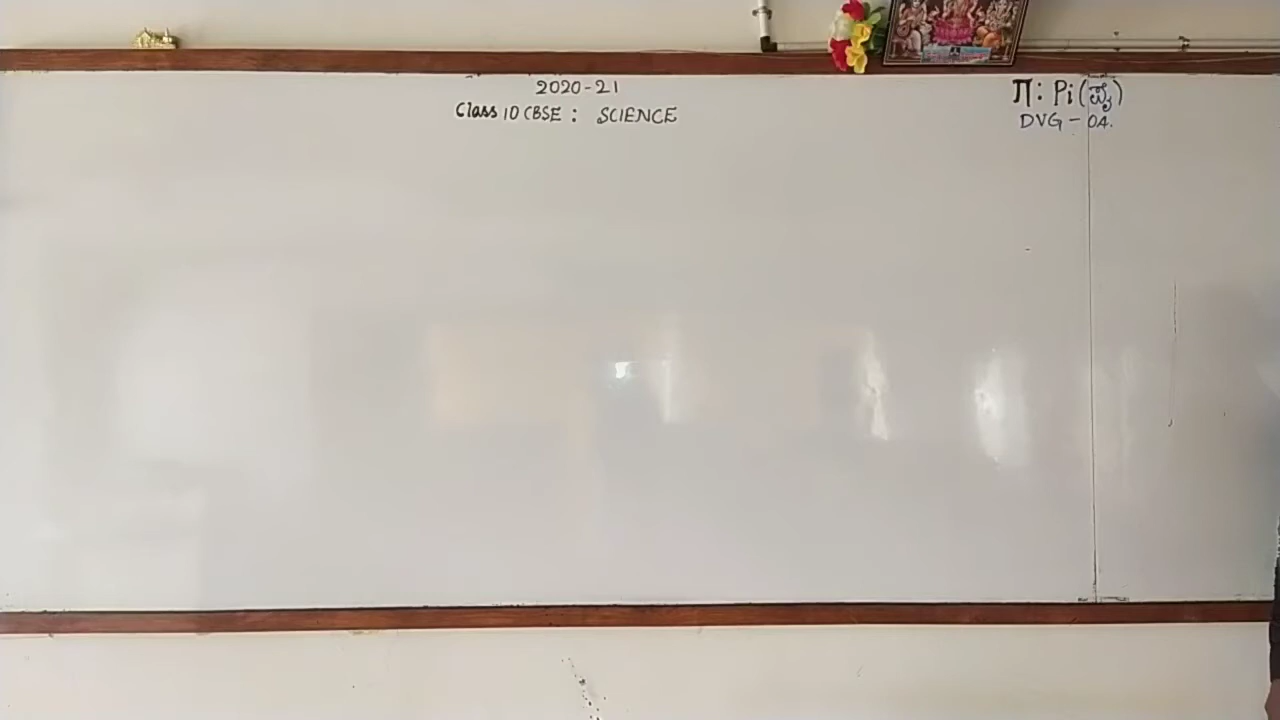 2020-21
Class 10 CBSE : SCIENCE
π: Pi (ಪೈ)
DVG - 04.